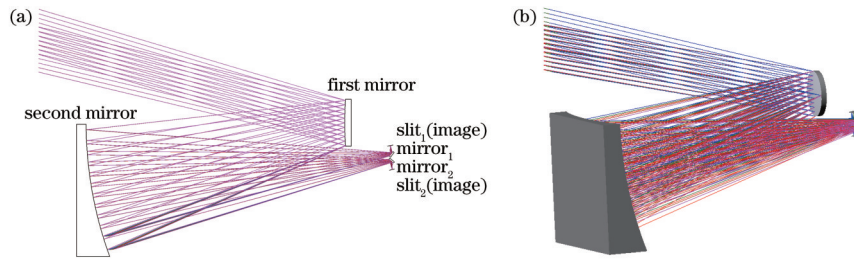 (a)
(b)
first mirror
second mirror
slit₁(image)
mirror₁
mirror₂
slit₂(image)